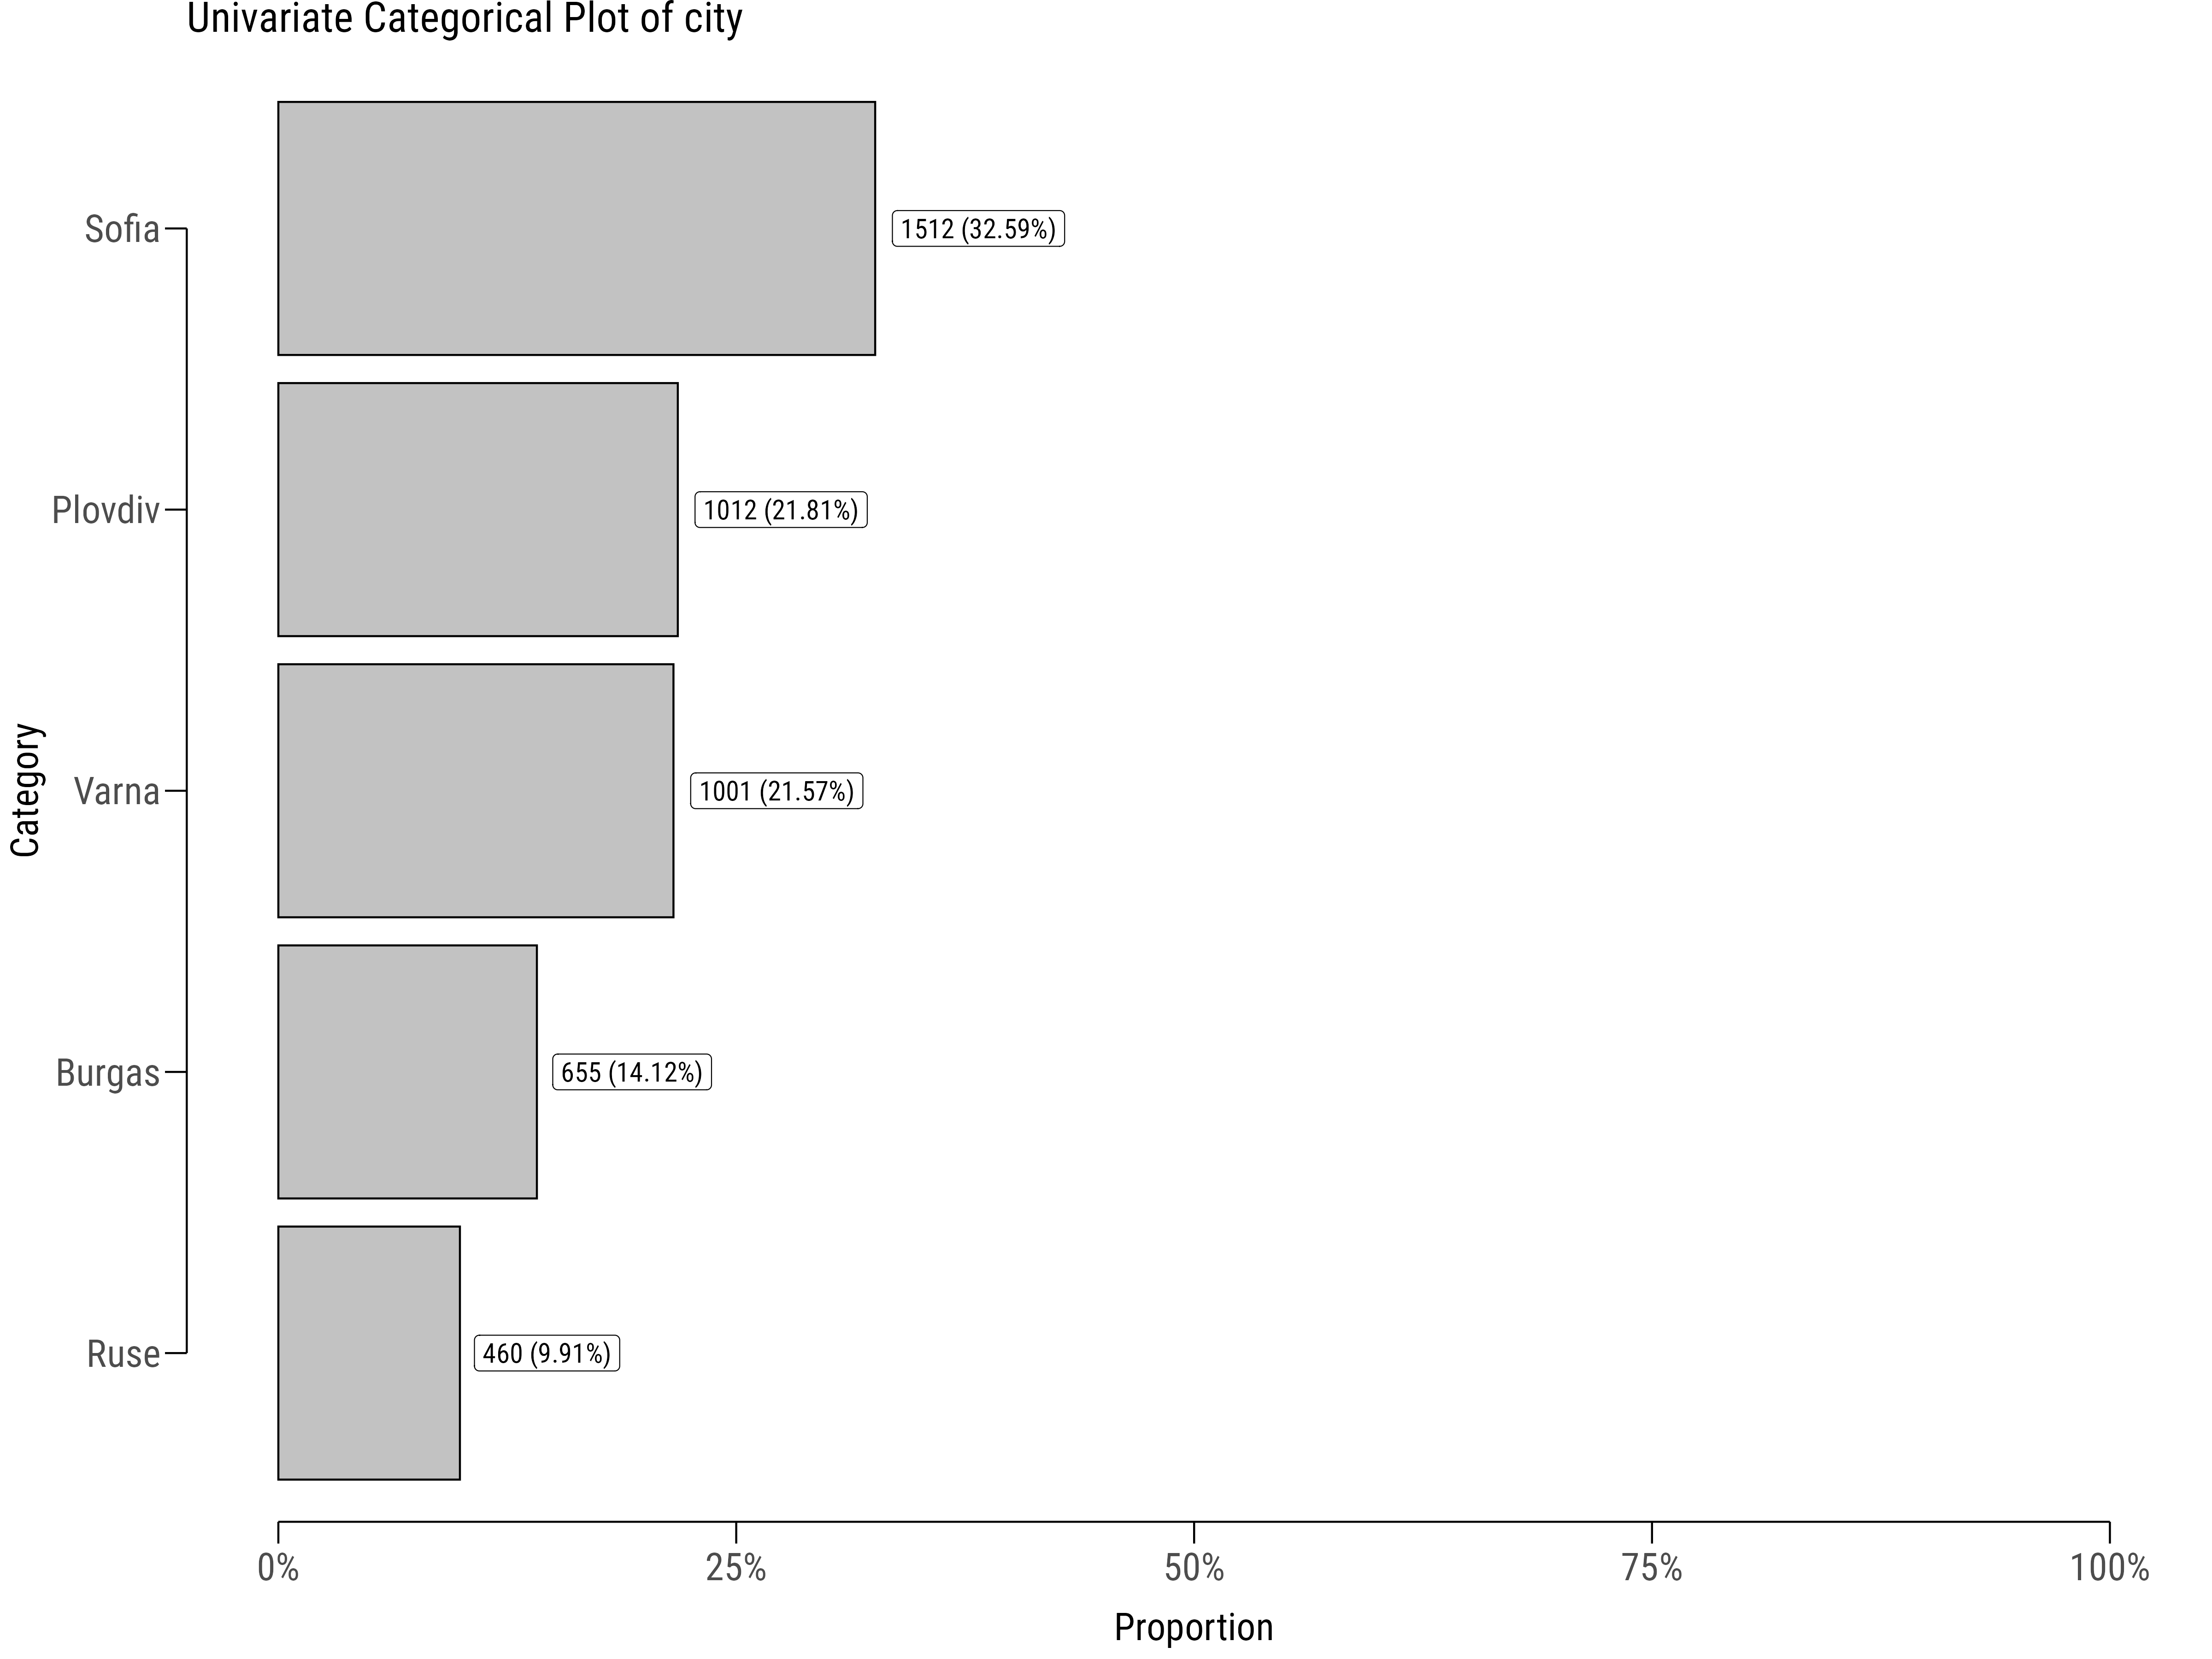 Univariate Categorical Plot of city
Category
Sofia
1512 (32.59%)
Plovdiv
1012 (21.81%)
Varna
1001 (21.57%)
Burgas
655 (14.12%)
Ruse
460 (9.91%)
0% 25% 50% 75% 100%
Proportion